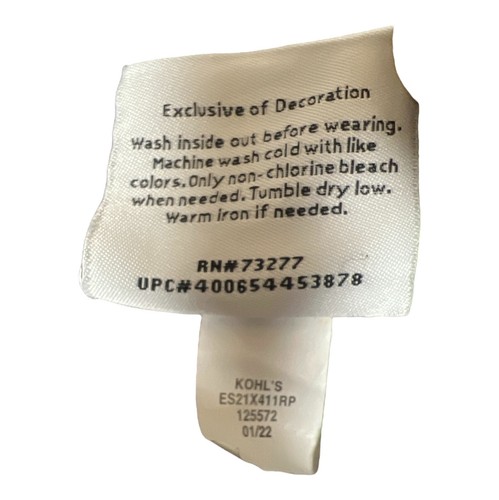 Exclusive of Decoration
Wash inside out before wearing.
Machine wash cold with like
colors. Only non-chlorine bleach
when needed. Tumble dry low.
Warm iron if needed.
RN#73277
UPC#400654453878
KOHL'S
ES21X411RP
125572
01/22